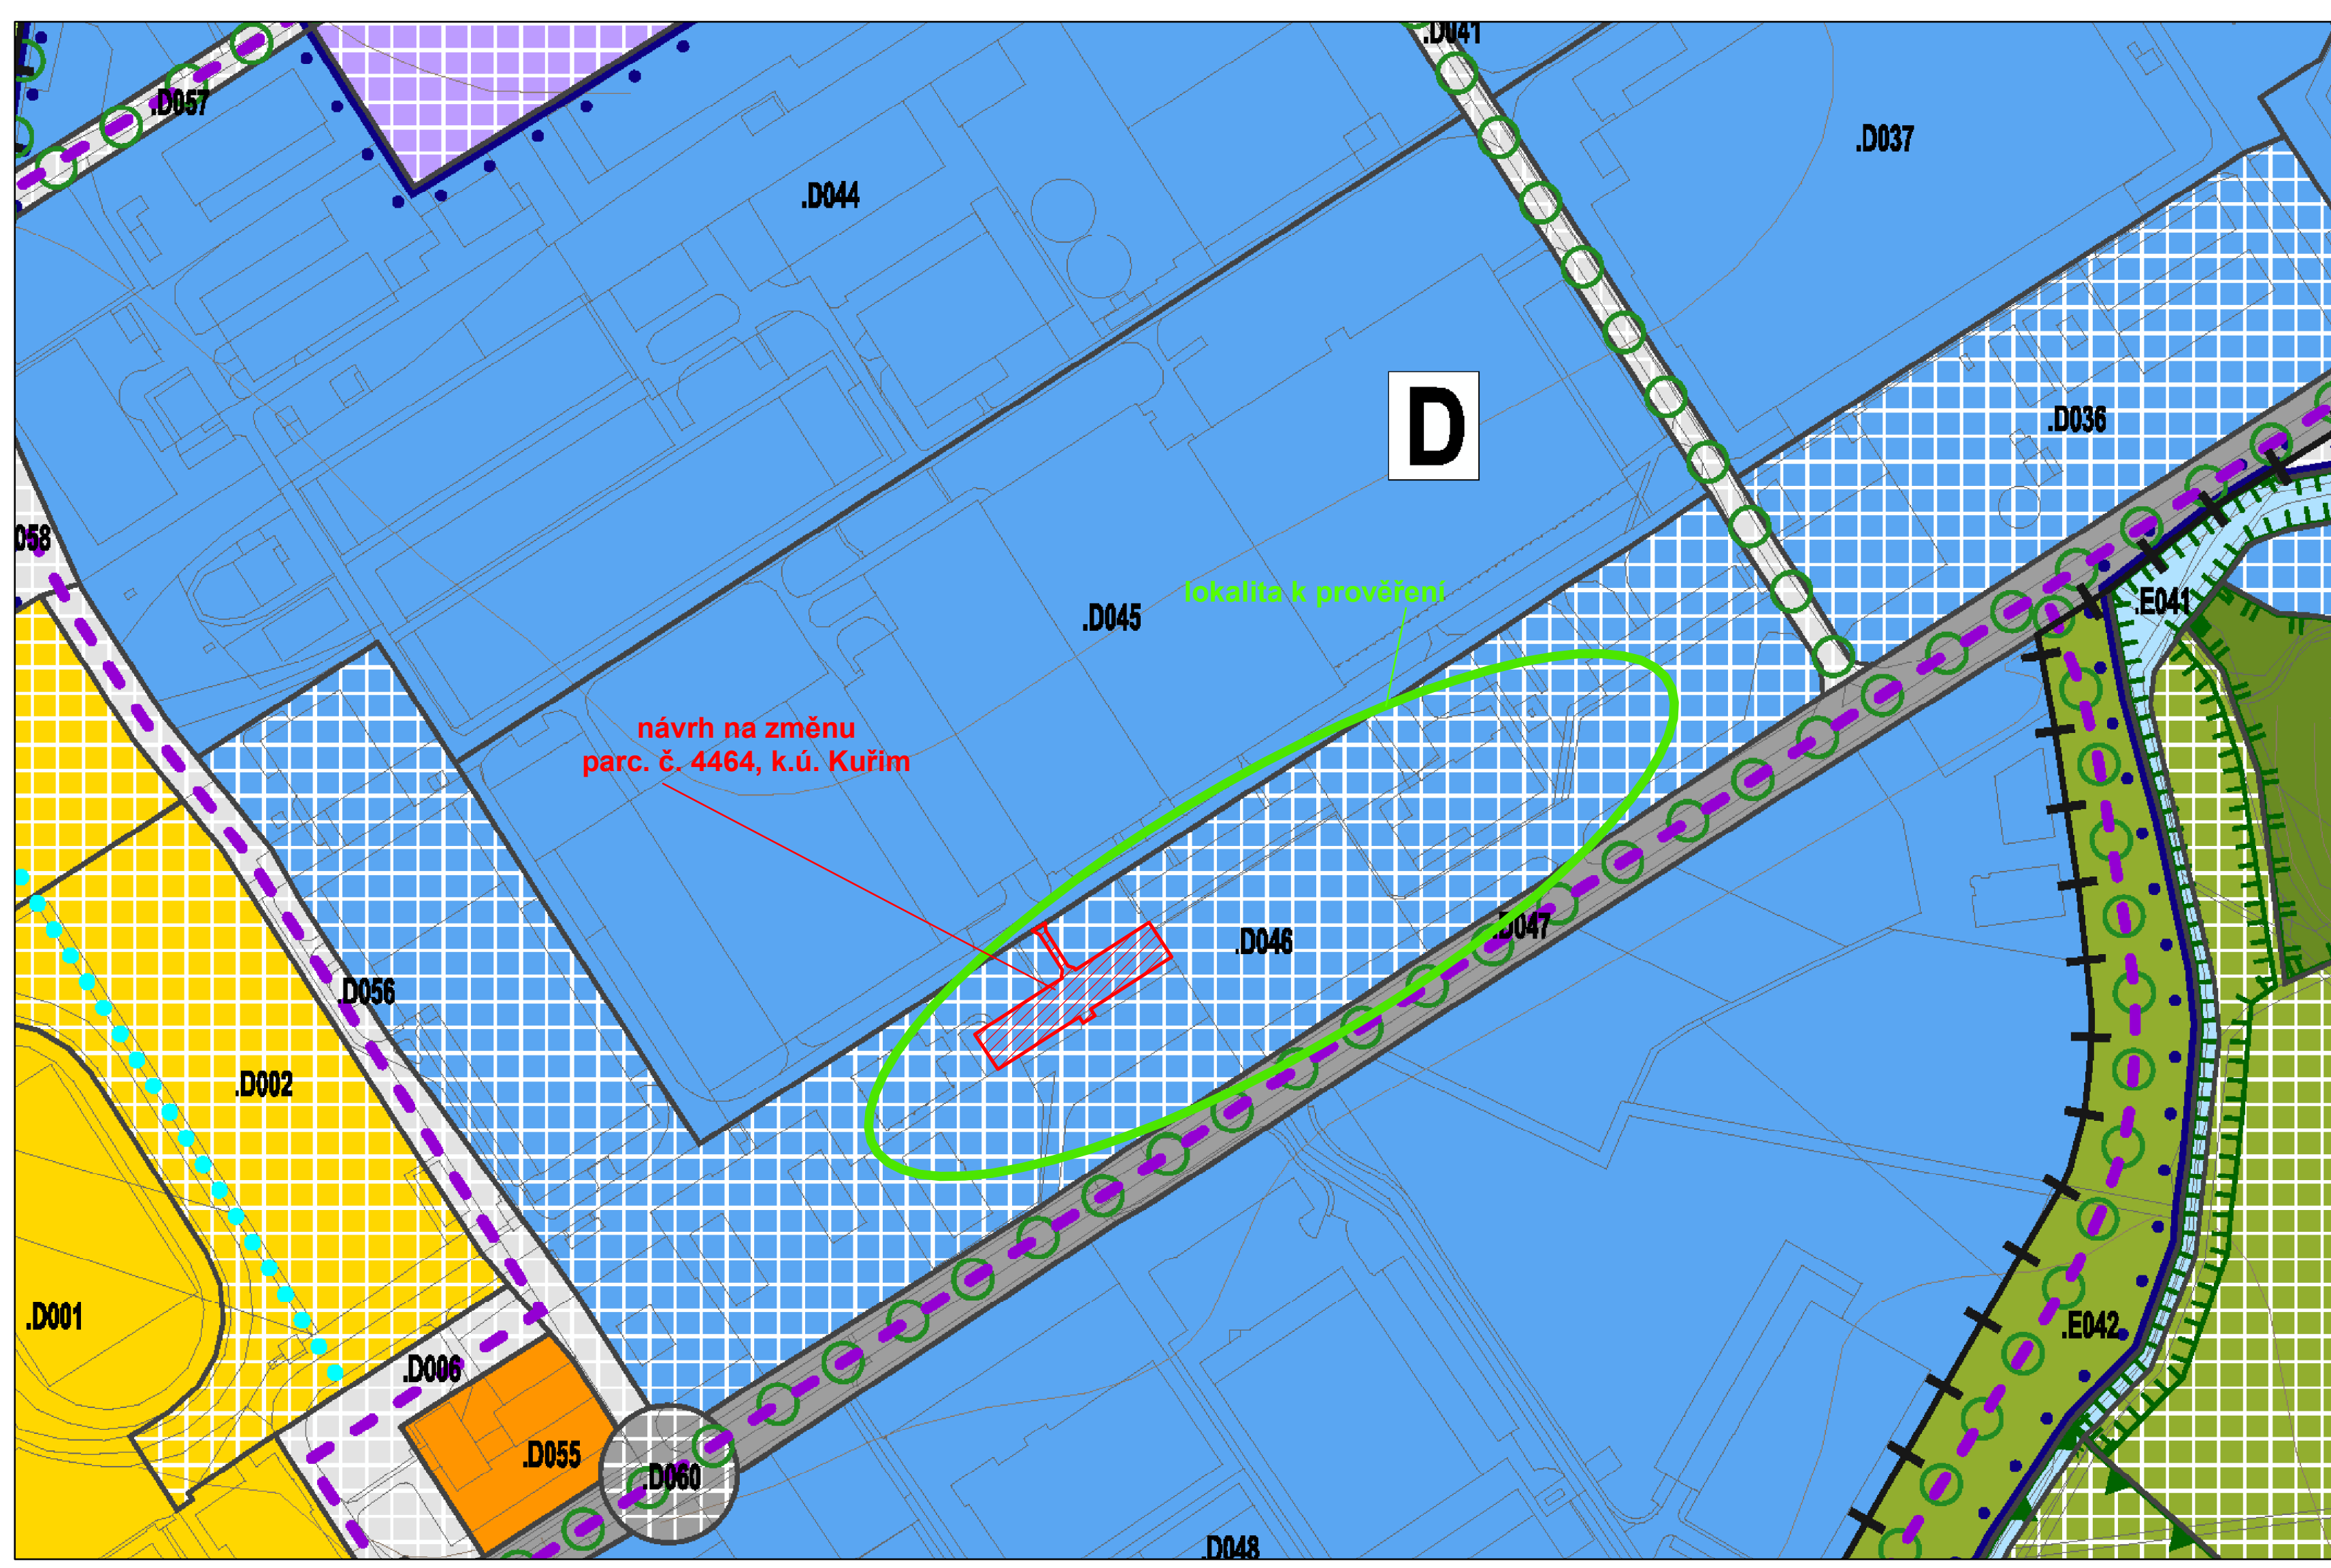 .D041
.D057
.D037
.D044
.D036
D
058
lokalita k prověření
.E041
.D045
návrh na změnu
parc. č. 4464, k.ú. Kuřim
.D047
.D046
.D056
.D002
.D001
.E042
.D006
.D055
.D060
.D048